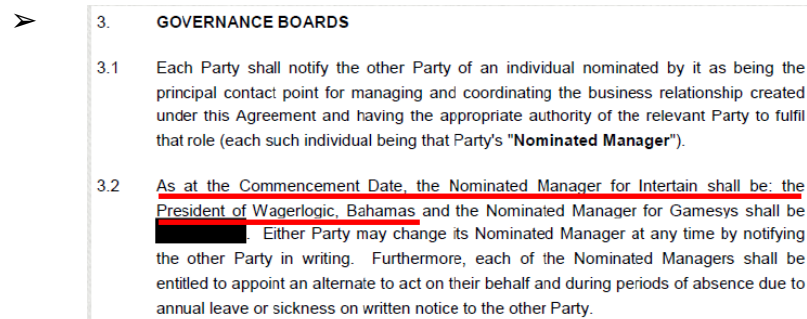 ➢ 3. GOVERNANCE BOARDS
3.1 Each Party shall notify the other Party of an individual nominated by it as being the
principal contact point for managing and coordinating the business relationship created
under this Agreement and having the appropriate authority of the relevant Party to fulfil
that role (each such individual being that Party's "Nominated Manager").
3.2 As at the Commencement Date, the Nominated Manager for Intertain shall be: the
President of Wagerlogic, Bahamas and the Nominated Manager for Gamesys shall be
. Either Party may change its Nominated Manager at any time by notifying
the other Party in writing. Furthermore, each of the Nominated Managers shall be
entitled to appoint an alternate to act on their behalf and during periods of absence due to
annual leave or sickness on written notice to the other Party.